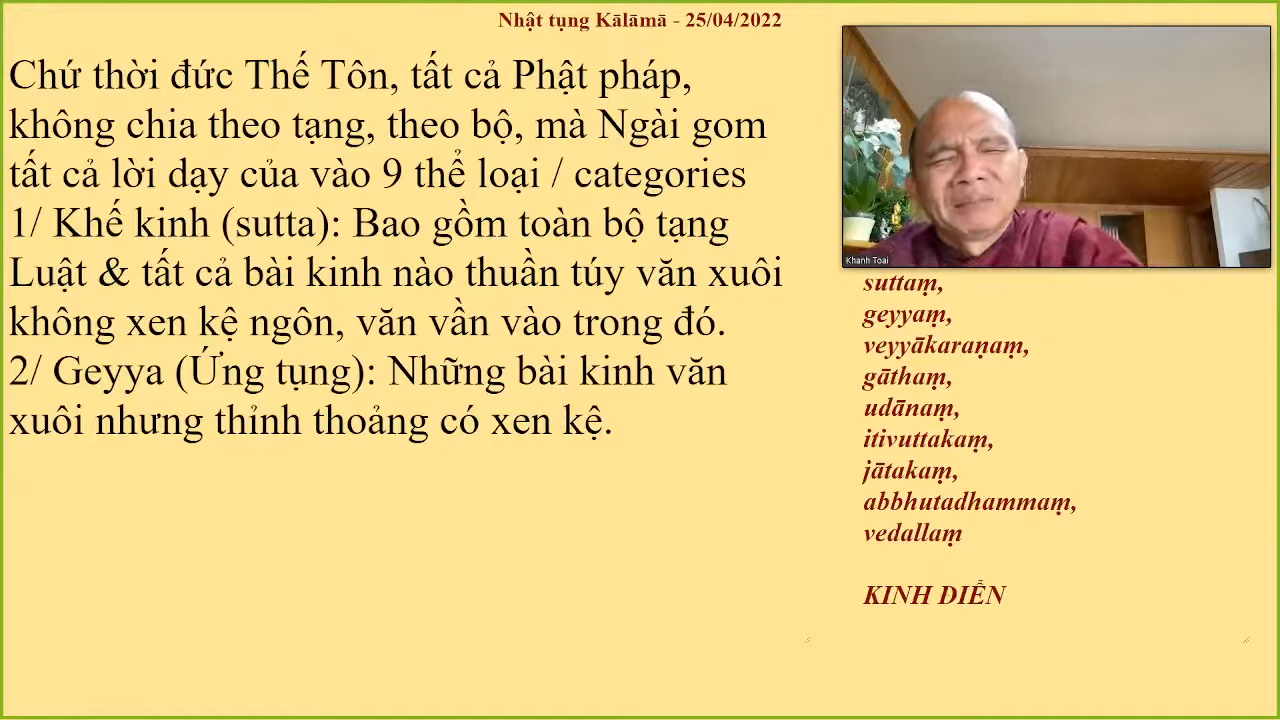 Nhật tụng Kālāmā - 25/04/2022
Chứ thời đức Thế Tôn, tất cả Phật pháp,
không chia theo tạng, theo bộ, mà Ngài gom
tất cả lời dạy của vào 9 thể loại / categories
1/ Khế kinh (sutta): Bao gồm toàn bộ tạng
Luật & tất cả bài kinh nào thuần túy văn xuôi
không xen kệ ngôn, văn vần vào trong đó.
2/ Geyya (Ứng tụng): Những bài kinh văn
xuôi nhưng thỉnh thoảng có xen kệ.
Khanh Toai
suttaṃ,
geyyaṃ,
veyyākaraṇaṃ,
gāthaṃ,
udānaṃ,
itivuttakaṃ,
jātakaṃ,
abbhutadhammaṃ,
vedallaṃ
KINH DIỄN